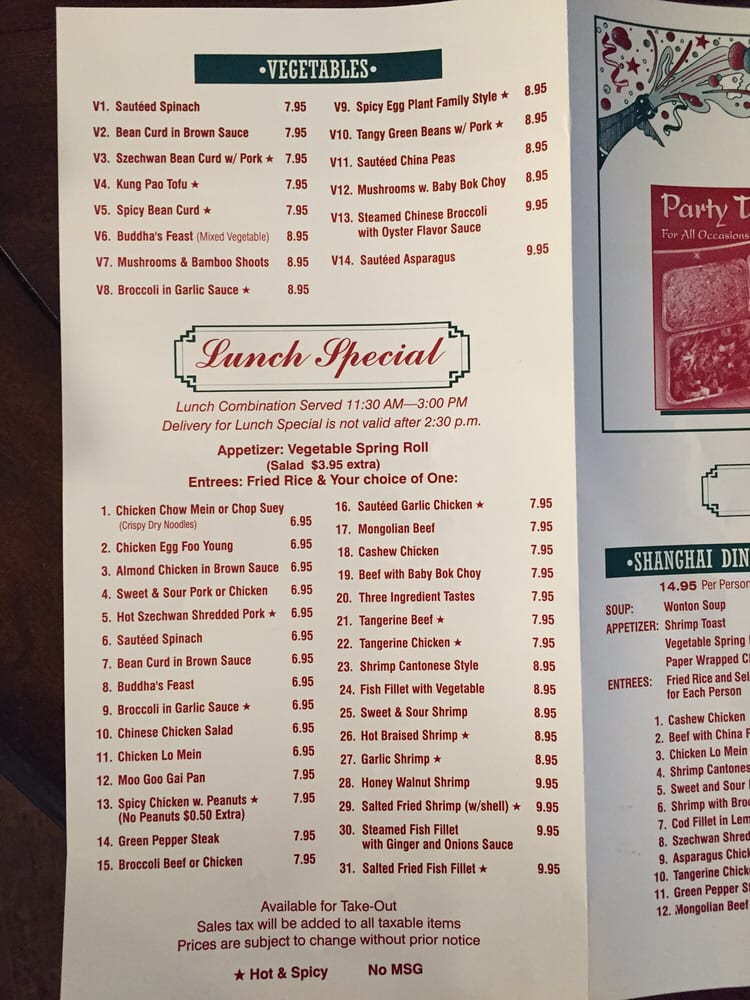 •VEGETABLES•
V1. Sautéed Spinach 7.95
V2. Bean Curd in Brown Sauce 7.95
V3. Szechwan Bean Curd w/ Pork ★ 7.95
V4. Kung Pao Tofu ★ 7.95
V5. Spicy Bean Curd ★ 7.95
V6. Buddha's Feast (Mixed Vegetable) 8.95
V7. Mushrooms & Bamboo Shoots 8.95
V8. Broccoli in Garlic Sauce ★ 8.95
V9. Spicy Egg Plant Family Style ★ 8.95
V10. Tangy Green Beans w/ Pork ★ 8.95
V11. Sautéed China Peas 8.95
V12. Mushrooms w. Baby Bok Choy 8.95
V13. Steamed Chinese Broccoli 9.95
with Oyster Flavor Sauce
V14. Sautéed Asparagus 9.95
Lunch Special
Lunch Combination Served 11:30 AM—3:00 PM
Delivery for Lunch Special is not valid after 2:30 p.m.
Appetizer: Vegetable Spring Roll
(Salad $3.95 extra)
Entrees: Fried Rice & Your choice of One:
1. Chicken Chow Mein or Chop Suey
(Crispy Dry Noodles) 6.95
2. Chicken Egg Foo Young 6.95
3. Almond Chicken in Brown Sauce 6.95
4. Sweet & Sour Pork or Chicken 6.95
5. Hot Szechwan Shredded Pork ★ 6.95
6. Sautéed Spinach 6.95
7. Bean Curd in Brown Sauce 6.95
8. Buddha's Feast 6.95
9. Broccoli in Garlic Sauce ★ 6.95
10. Chinese Chicken Salad 6.95
11. Chicken Lo Mein 6.95
12. Moo Goo Gai Pan 7.95
13. Spicy Chicken w. Peanuts ★ 7.95
(No Peanuts $0.50 Extra)
14. Green Pepper Steak 7.95
15. Broccoli Beef or Chicken 7.95
16. Sautéed Garlic Chicken ★ 7.95
17. Mongolian Beef 7.95
18. Cashew Chicken 7.95
19. Beef with Baby Bok Choy 7.95
20. Three Ingredient Tastes 7.95
21. Tangerine Beef ★ 7.95
22. Tangerine Chicken ★ 7.95
23. Shrimp Cantonese Style 8.95
24. Fish Fillet with Vegetable 8.95
25. Sweet & Sour Shrimp 8.95
26. Hot Braised Shrimp ★ 8.95
27. Garlic Shrimp ★ 8.95
28. Honey Walnut Shrimp 9.95
29. Salted Fried Shrimp (w/shell) ★ 9.95
30. Steamed Fish Fillet 9.95
with Ginger and Onions Sauce
31. Salted Fried Fish Fillet ★ 9.95
Available for Take-Out
Sales tax will be added to all taxable items
Prices are subject to change without prior notice
★ Hot & Spicy No MSG
Party
For All Occasions
•SHANGHAI DIN
14.95 Per Person
SOUP: Wonton Soup
APPETIZER: Shrimp Toast
Vegetable Spring
Paper Wrapped C
ENTREES: Fried Rice and Sel
for Each Person
1. Cashew Chicken
2. Beef with China
3. Chicken Lo Mein
4. Shrimp Cantones
5. Sweet and Sour
6. Shrimp with Bro
7. Cod Fillet in Lem
8. Szechwan Shred
9. Asparagus Chick
10. Tangerine Chick
11. Green Pepper St
12. Mongolian Beef